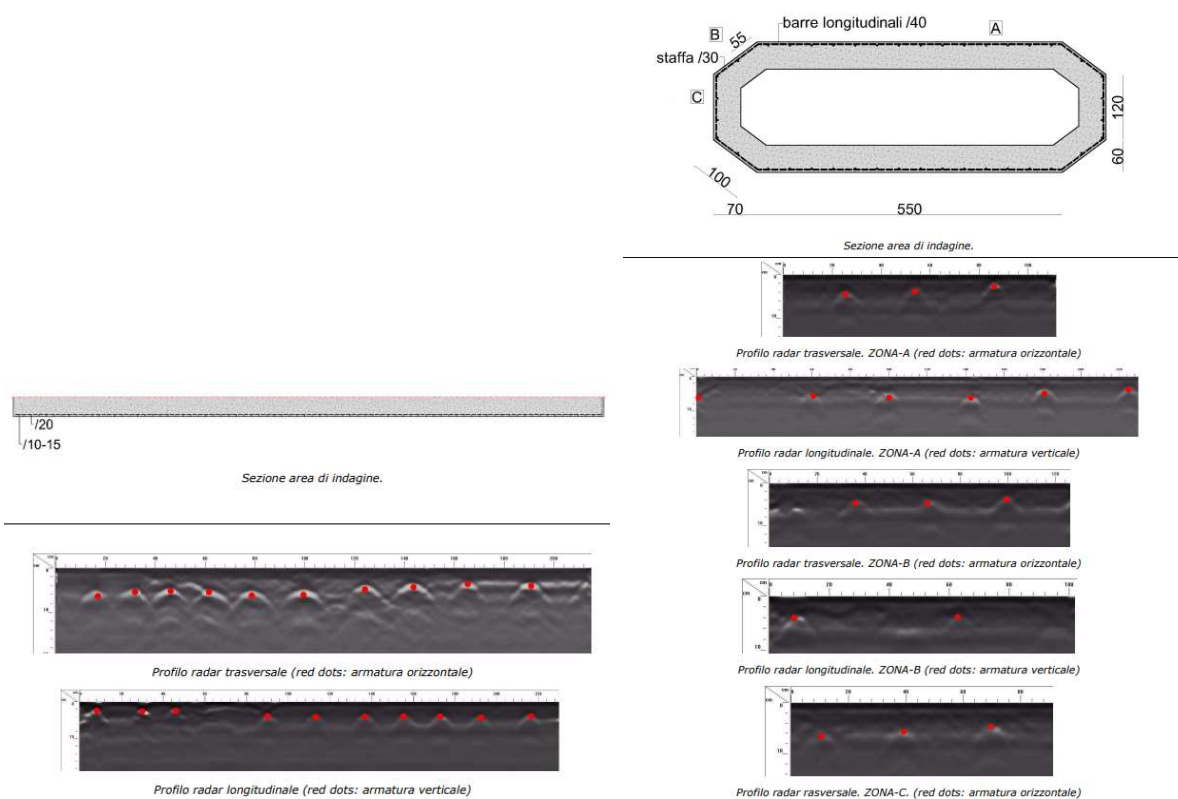 /20
/10-15
Sezione area di indagine.
Profilo radar trasversale (red dots: armatura orizzontale)
Profilo radar longitudinale (red dots: armatura verticale)
barre longitudinali /40
A
B
55
staffa /30
C
120
60
100
70
550
Sezione area di indagine.
Profilo radar trasversale. ZONA-A (red dots: armatura orizzontale)
Profilo radar longitudinale. ZONA-A (red dots: armatura verticale)
Profilo radar trasversale. ZONA-B (red dots: armatura orizzontale)
Profilo radar longitudinale. ZONA-B (red dots: armatura verticale)
Profilo radar rasversale. ZONA-C. (red dots: armatura orizzontale)